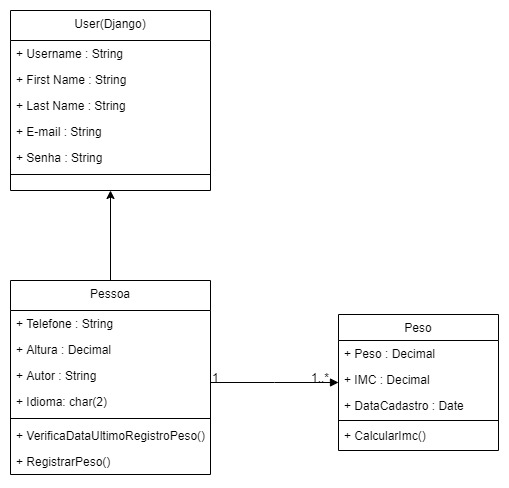 User(Django)
+ Username : String
+ First Name : String
+ Last Name : String
+ E-mail : String
+ Senha : String
Pessoa
+ Telefone : String
+ Altura : Decimal
+ Autor : String
+ Idioma: char(2)
+ VerificaDataUltimoRegistroPeso()
+ RegistrarPeso()
1
1..*
Peso
+ Peso : Decimal
+ IMC : Decimal
+ DataCadastro : Date
+ CalcularImc()